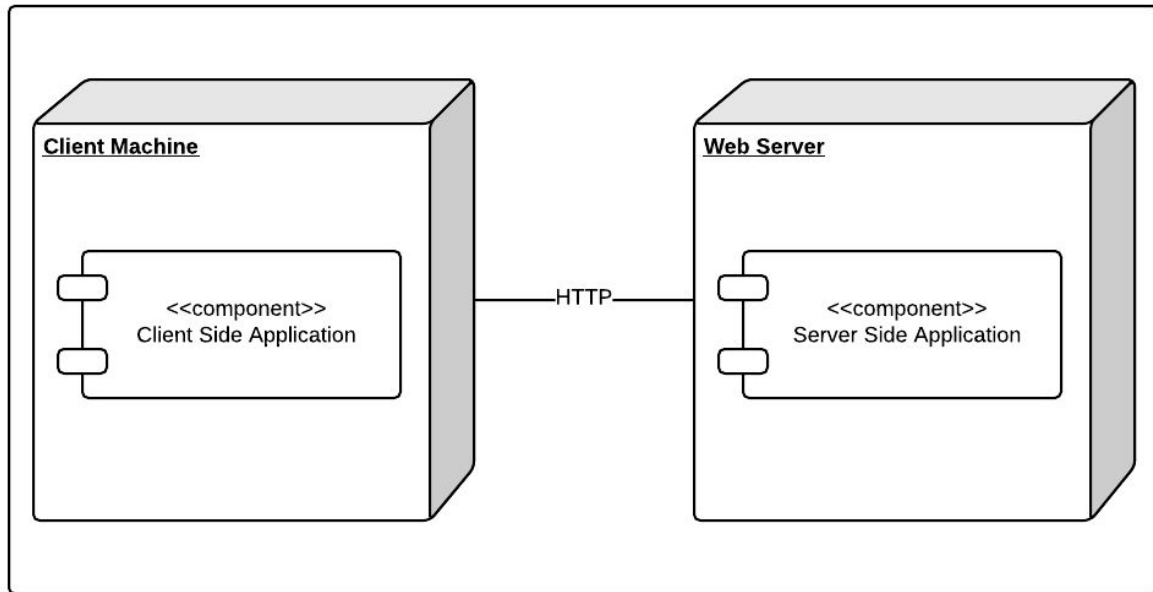 Client Machine
<<component>>
Client Side Application
HTTP
Web Server
<<component>>
Server Side Application